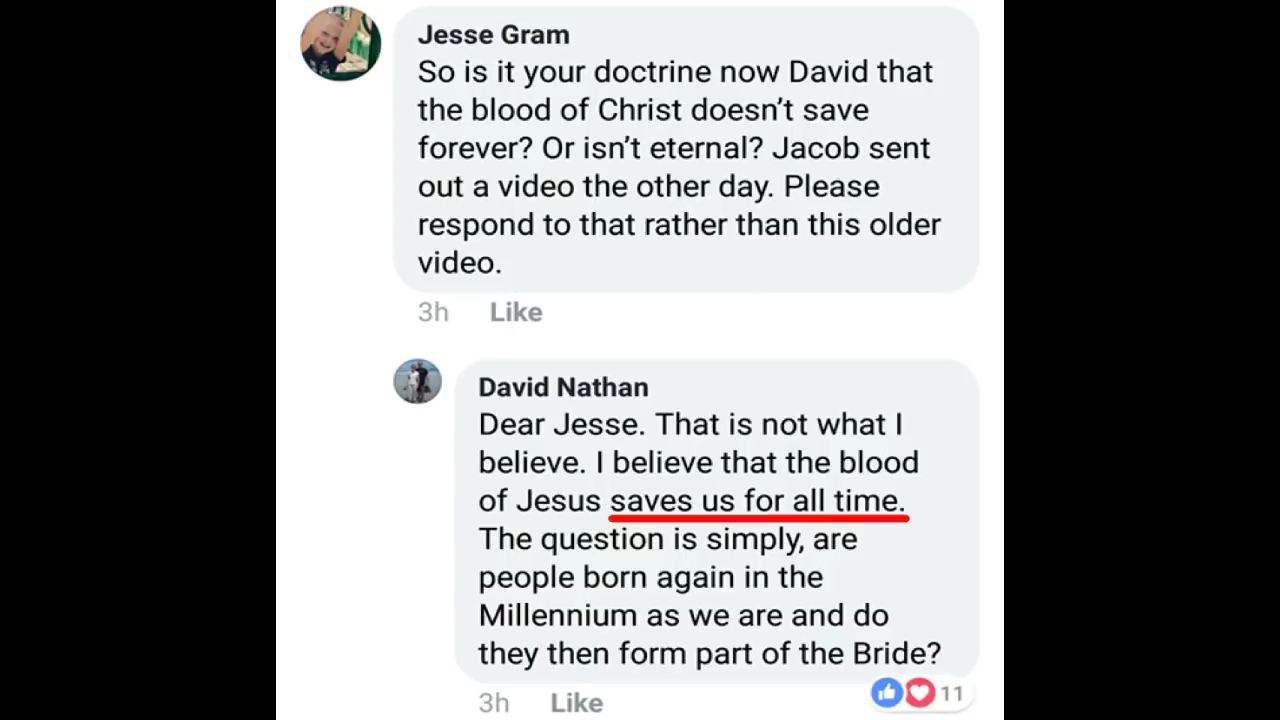 Jesse Gram
So is it your doctrine now David that
the blood of Christ doesn't save
forever? Or isn't eternal? Jacob sent
out a video the other day. Please
respond to that rather than this older
video.
3h Like
David Nathan
Dear Jesse. That is not what I
believe. I believe that the blood
of Jesus saves us for all time.
The question is simply, are
people born again in the
Millennium as we are and do
they then form part of the Bride?
3h Like 11